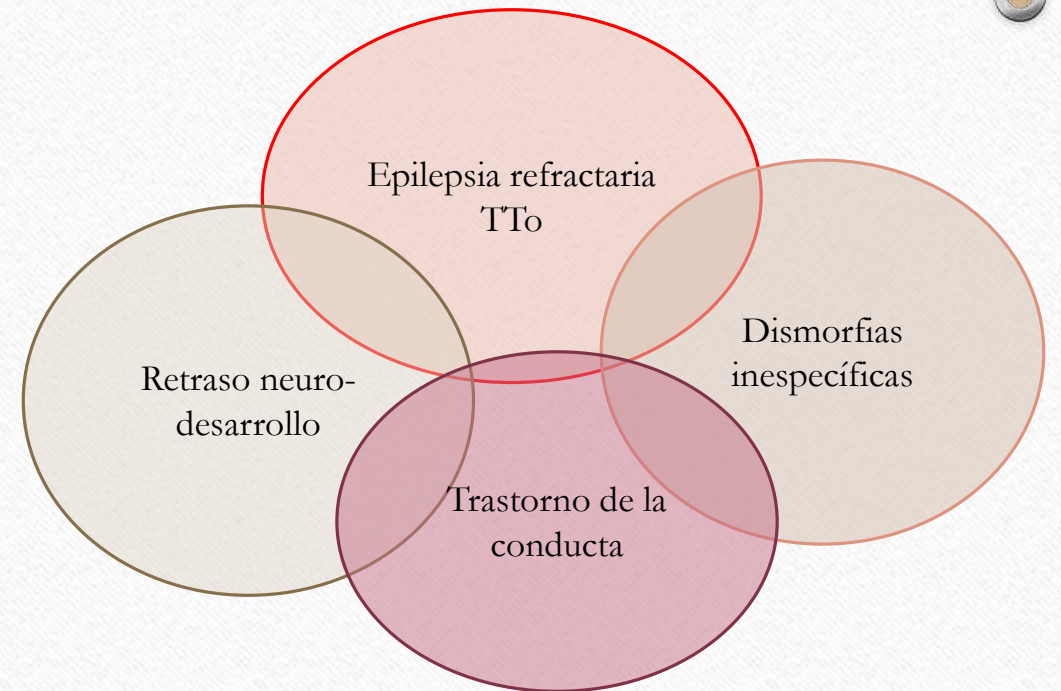 Epilepsia refractaria
TTo
Dismorfias
inespecíficas
Retraso neuro-
desarrollo
Trastorno de la
conducta